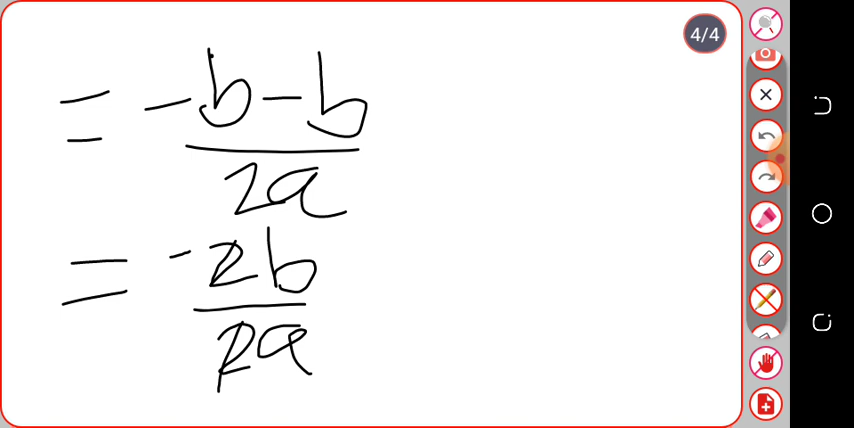 4/4
= -b - b
2a
= -2b
2a